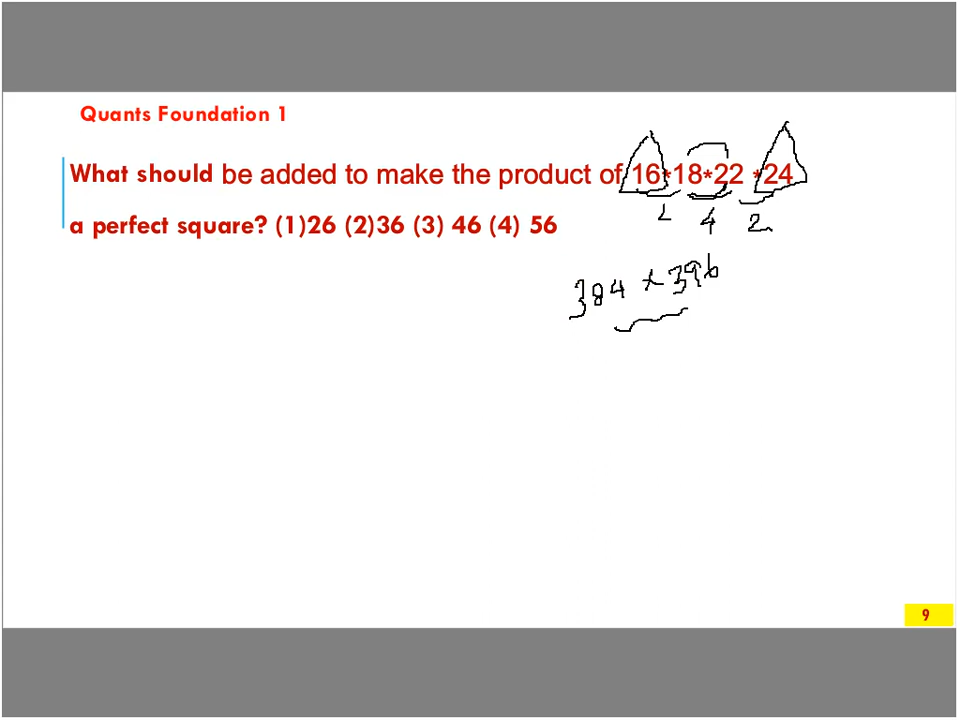 Quants Foundation 1
What should be added to make the product of 16*18*22 *24
2 4 2
a perfect square? (1)26 (2)36 (3) 46 (4) 56
384 × 396
9